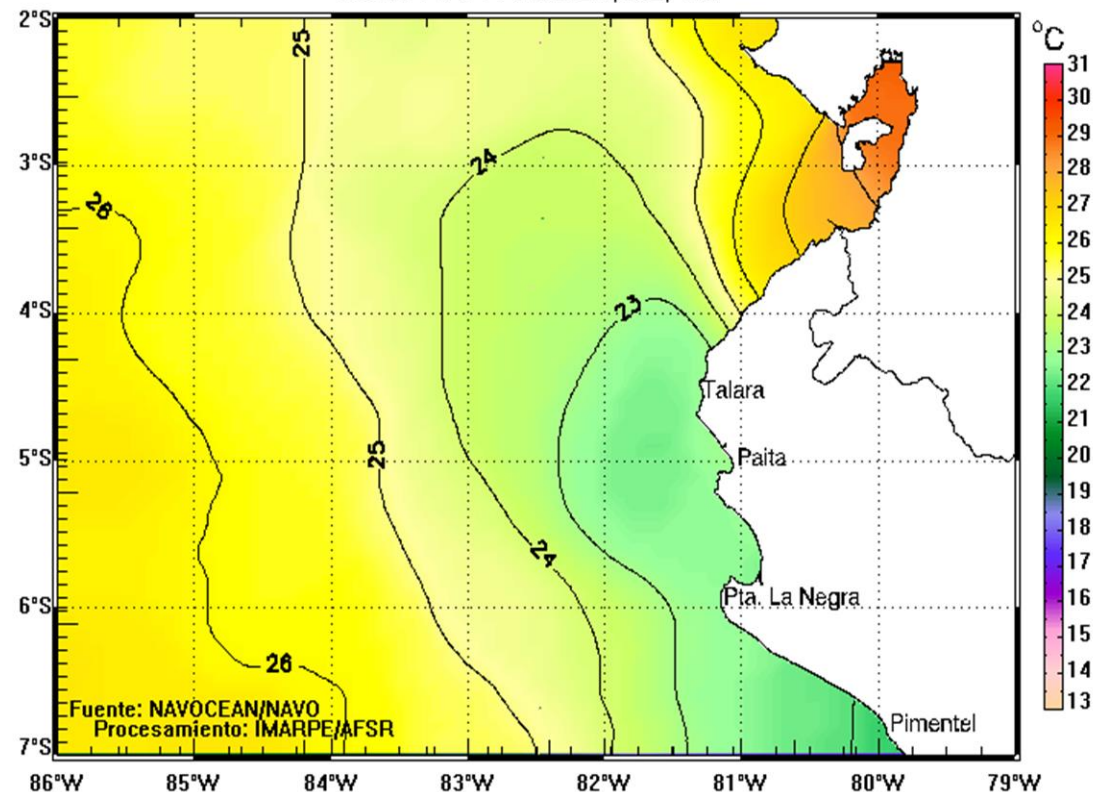 2°S
3°S
4°S
5°S
6°S
7°S
86°W 85°W 84°W 83°W 82°W 81°W 80°W 79°W
25
24
26
23
25
24
26
Talara
Paita
Pta. La Negra
Pimentel
Fuente: NAVOCEAN/NAVO
Procesamiento: IMARPE/AFSR
°C
31
30
29
28
27
26
25
24
23
22
21
20
19
18
17
16
15
14
13